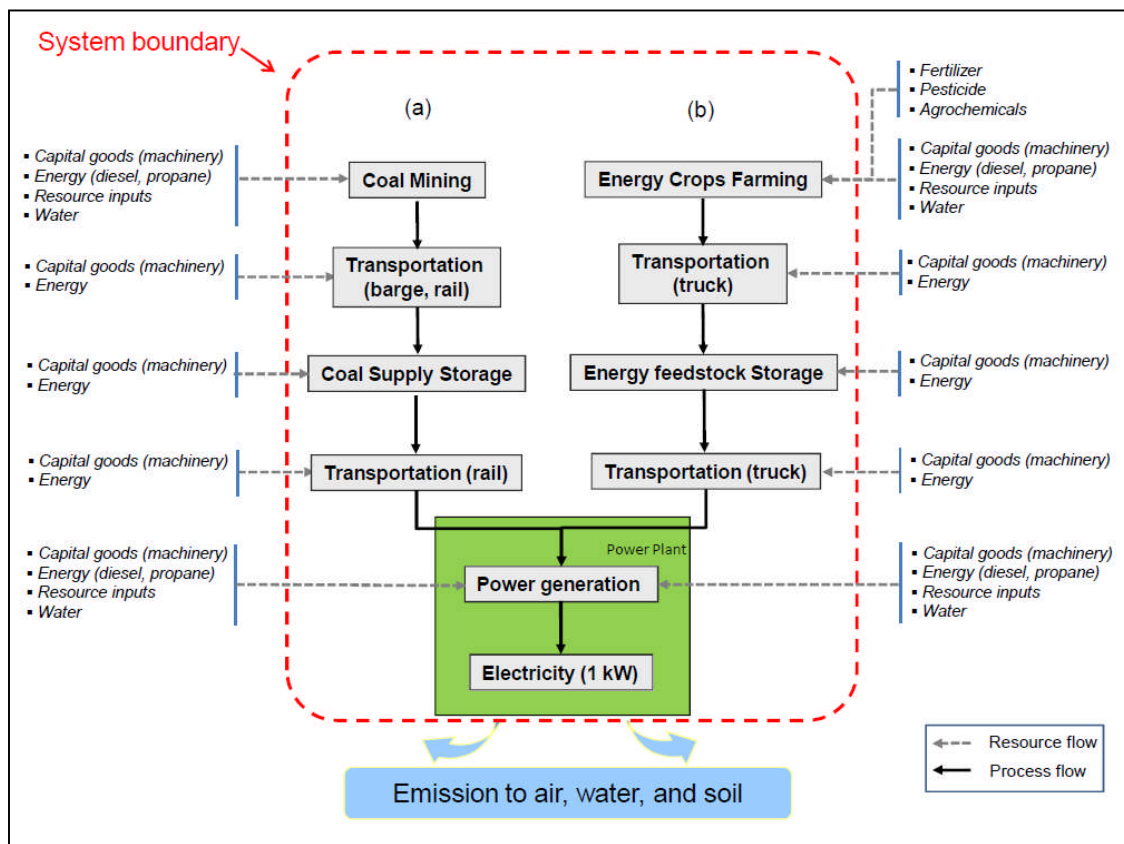 System boundary
(a)
(b)
▪ Fertilizer
▪ Pesticide
▪ Agrochemicals
▪ Capital goods (machinery)
▪ Energy (diesel, propane)
▪ Resource inputs
▪ Water
Coal Mining
Energy Crops Farming
▪ Capital goods (machinery)
▪ Energy (diesel, propane)
▪ Resource inputs
▪ Water
▪ Capital goods (machinery)
▪ Energy
Transportation
(barge, rail)
Transportation
(truck)
▪ Capital goods (machinery)
▪ Energy
▪ Capital goods (machinery)
▪ Energy
Coal Supply Storage
Energy feedstock Storage
▪ Capital goods (machinery)
▪ Energy
▪ Capital goods (machinery)
▪ Energy
Transportation (rail)
Transportation (truck)
▪ Capital goods (machinery)
▪ Energy
▪ Capital goods (machinery)
▪ Energy (diesel, propane)
▪ Resource inputs
▪ Water
Power Plant
Power generation
Electricity (1 kW)
▪ Capital goods (machinery)
▪ Energy (diesel, propane)
▪ Resource inputs
▪ Water
Emission to air, water, and soil
Resource flow
Process flow